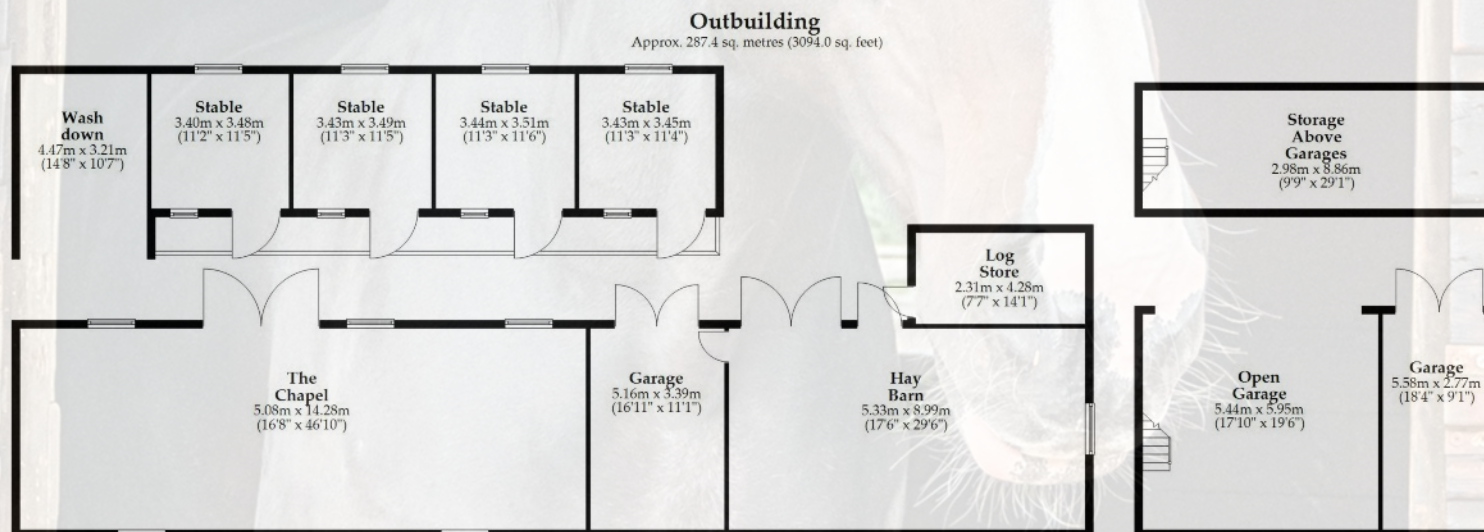 Outbuilding
Approx. 287.4 sq. metres (3094.0 sq. feet)
Wash
down
4.47m x 3.21m
(14'8" x 10'7")
Stable
3.40m x 3.48m
(11'2" x 11'5")
Stable
3.43m x 3.49m
(11'3" x 11'5")
Stable
3.44m x 3.51m
(11'3" x 11'6")
Stable
3.43m x 3.45m
(11'3" x 11'4")
Storage
Above
Garages
2.98m x 8.86m
(9'9" x 29'1")
Log
Store
2.31m x 4.28m
(7'7" x 14'1")
The
Chapel
5.08m x 14.28m
(16'8" x 46'10")
Garage
5.16m x 3.39m
(16'11" x 11'1")
Hay
Barn
5.33m x 8.99m
(17'6" x 29'6")
Open
Garage
5.44m x 5.95m
(17'10" x 19'6")
Garage
5.58m x 2.77m
(18'4" x 9'1")